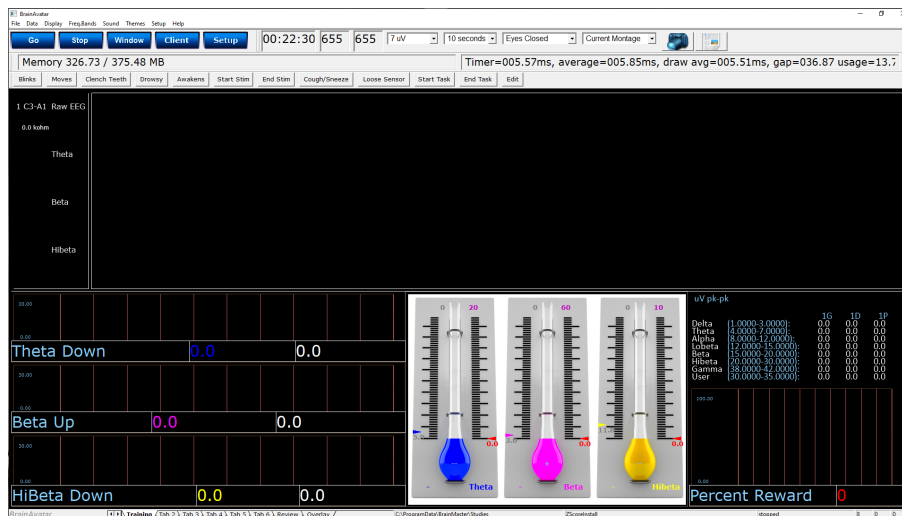 BrainAvatar
File Data Display Freq.Bands Sound Themes Setup Help
Go Stop Window Client Setup 00:22:30 655 655 7 uV 10 seconds Eyes Closed Current Montage
Memory 326.73 / 375.48 MB Timer=005.57ms, average=005.85ms, draw avg=005.51ms, gap=036.87 usage=13.7
Blinks Moves Clench Teeth Drowsy Awakens Start Stim End Stim Cough/Sneeze Loose Sensor Start Task End Task Edit
1 C3-A1 Raw EEG
0.0 kohm
Theta
Beta
Hibeta
30.00
0.00
Theta Down 0.0 0.0
30.00
0.00
Beta Up 0.0 0.0
30.00
0.00
HiBeta Down 0.0 0.0
0 20 0 60 0 10
0.0 0.0 0.0
Theta Beta Hibeta
uV pk-pk
1G 1D 1P
Delta (1.0000-3.0000): 0.0 0.0 0.0
Theta (4.0000-7.0000): 0.0 0.0 0.0
Alpha (8.0000-12.0000): 0.0 0.0 0.0
Lobeta (12.0000-15.0000): 0.0 0.0 0.0
Beta (15.0000-20.0000): 0.0 0.0 0.0
Hibeta (20.0000-30.0000): 0.0 0.0 0.0
Gamma (38.0000-42.0000): 0.0 0.0 0.0
User (30.0000-35.0000): 0.0 0.0 0.0
100.00
0.00
Percent Reward 0
BrainAvatar Training Tab 2 Tab 3 Tab 4 Tab 5 Tab 6 Review Overlay C:\ProgramData\BrainMaster\Studies ZScoreInstall stopped 8 0 0